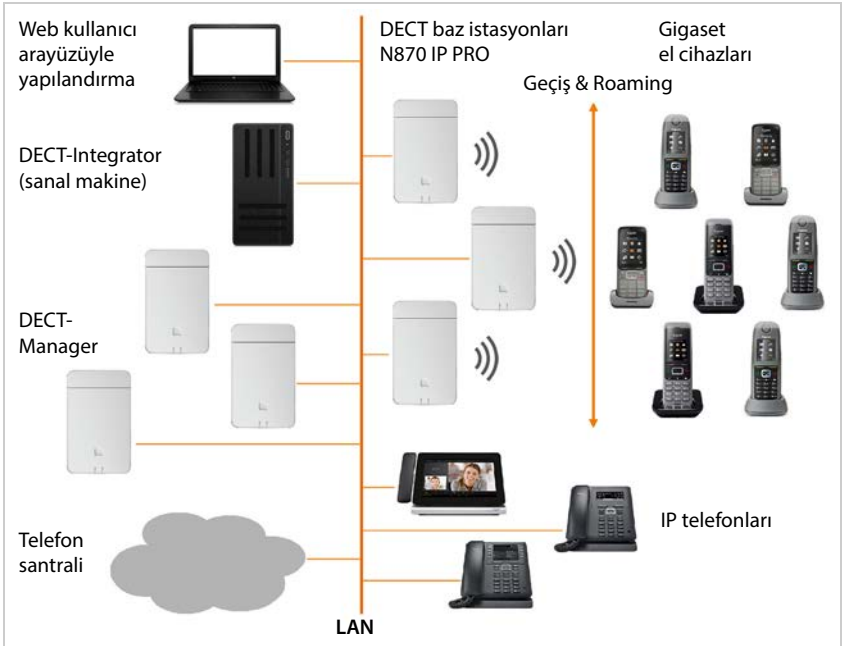 Web kullanıcı
arayüzüyle
yapılandırma
DECT baz istasyonları
N870 IP PRO
Gigaset
el cihazları
Geçiş & Roaming
DECT-Integrator
(sanal makine)
DECT-
Manager
IP telefonları
Telefon
santrali
LAN